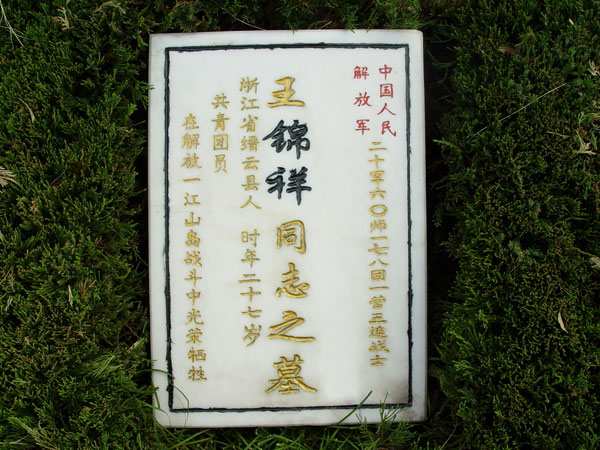 中国人民
解放军
二十军六〇师一七八团一营三连战士
王锦祥同志之墓
浙江省缙云县人 时年二十七岁
共青团员
在解放一江山岛战斗中光荣牺牲